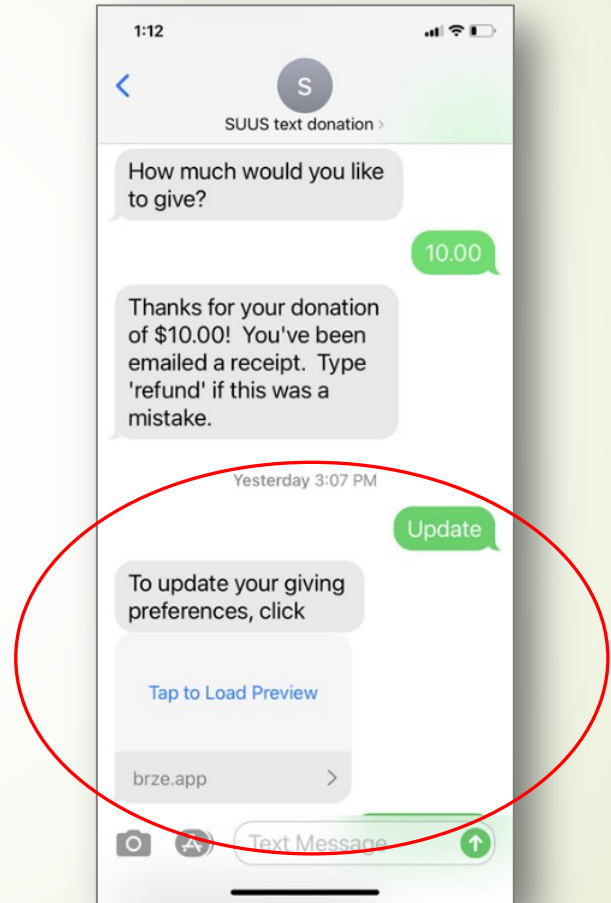 1:12
S
SUUS text donation >
How much would you like
to give?
10.00
Thanks for your donation
of $10.00! You've been
emailed a receipt. Type
'refund' if this was a
mistake.
Yesterday 3:07 PM
Update
To update your giving
preferences, click
Tap to Load Preview
brze.app
Text Message